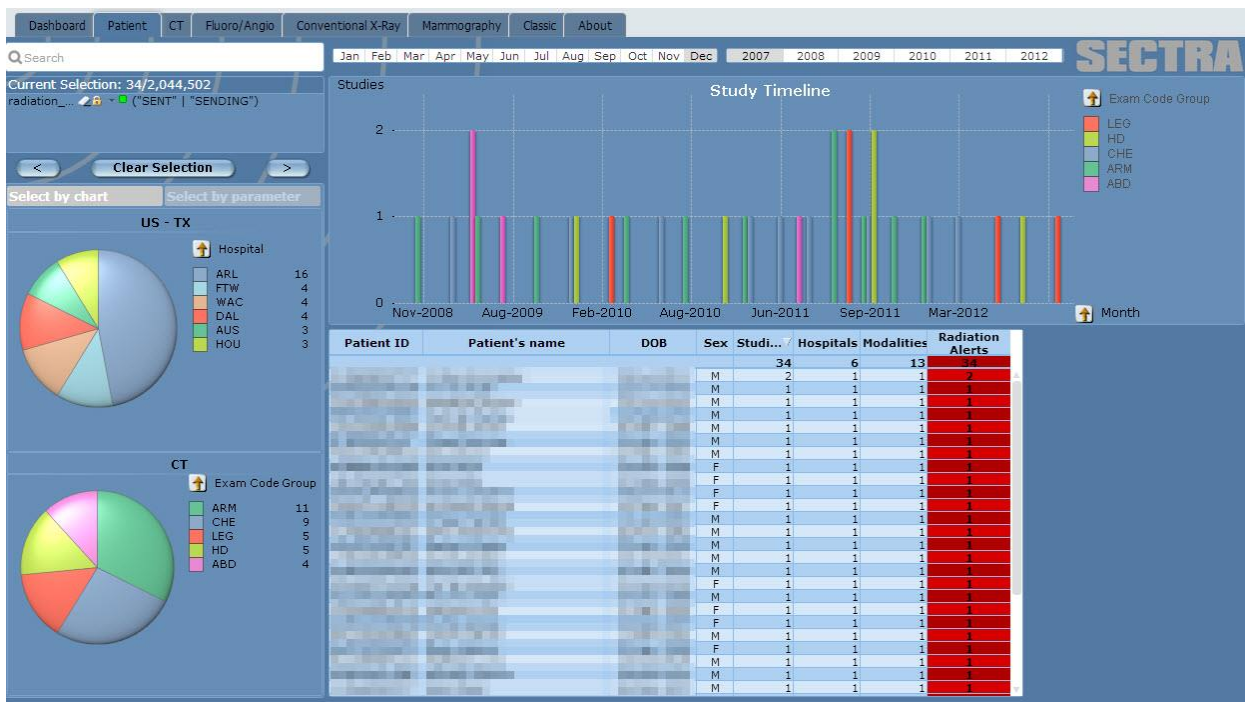 Dashboard Patient CT Fluoro/Angio Conventional X-Ray Mammography Classic About
Search
Jan Feb Mar Apr May Jun Jul Aug Sep Oct Nov Dec 2007 2008 2009 2010 2011 2012
SECTRA
Current Selection: 34/2,044,502
radiation_... ("SENT" | "SENDING")
< Clear Selection >
Select by chart Select by parameter
US - TX
Hospital
ARL 16
FTW 4
WAC 4
DAL 4
AUS 3
HOU 3
CT
Exam Code Group
ARM 11
CHE 9
LEG 5
HD 5
ABD 4
Studies
Study Timeline
2
1
0
Nov-2008 Aug-2009 Feb-2010 Aug-2010 Jun-2011 Sep-2011 Mar-2012
Month
Exam Code Group
LEG
HD
CHE
ARM
ABD
Patient ID Patient's name DOB Sex Studi... Hospitals Modalities Radiation Alerts
34 6 13 34
M 2 1 1 2
M 1 1 1 1
M 1 1 1 1
M 1 1 1 1
M 1 1 1 1
M 1 1 1 1
M 1 1 1 1
F 1 1 1 1
F 1 1 1 1
F 1 1 1 1
F 1 1 1 1
M 1 1 1 1
M 1 1 1 1
M 1 1 1 1
M 1 1 1 1
M 1 1 1 1
F 1 1 1 1
M 1 1 1 1
F 1 1 1 1
F 1 1 1 1
M 1 1 1 1
F 1 1 1 1
M 1 1 1 1
M 1 1 1 1
M 1 1 1 1